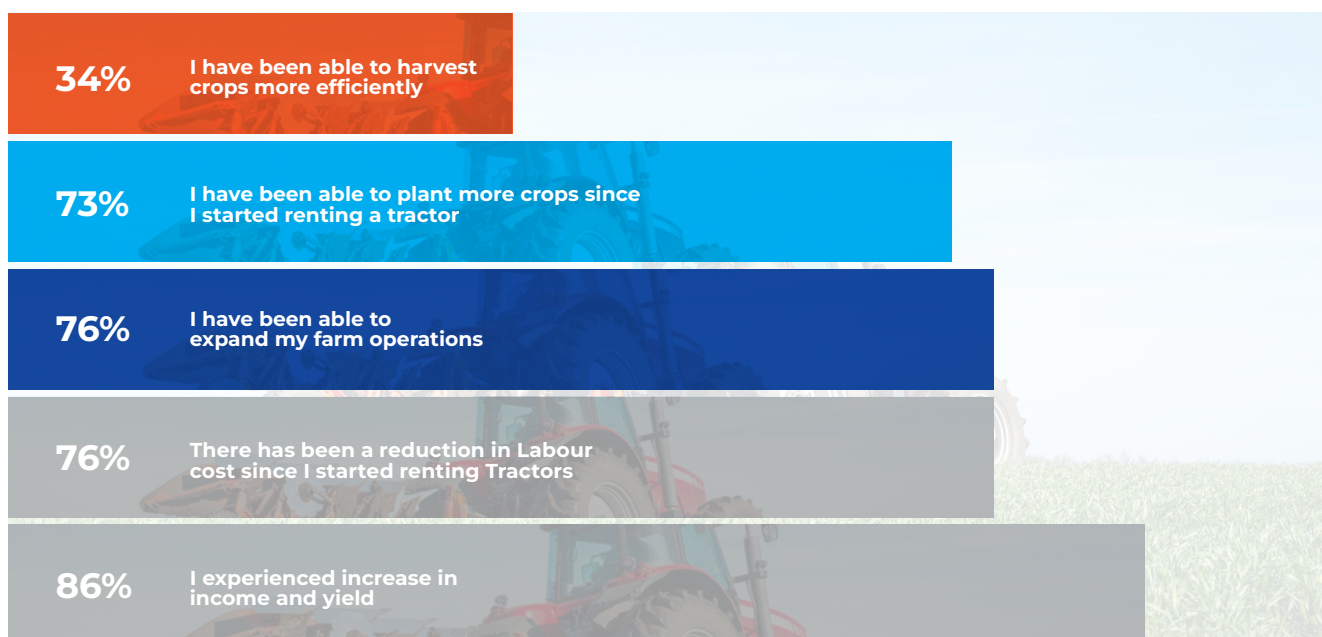 34%
I have been able to harvest
crops more efficiently
73%
I have been able to plant more crops since
I started renting a tractor
76%
I have been able to
expand my farm operations
76%
There has been a reduction in Labour
cost since I started renting Tractors
86%
I experienced increase in
income and yield